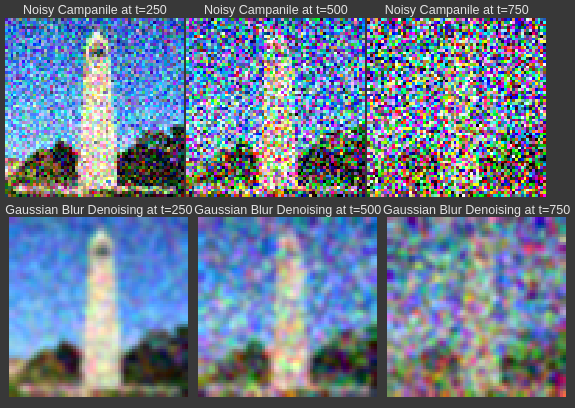 Noisy Campanile at t=250
Noisy Campanile at t=500
Noisy Campanile at t=750
Gaussian Blur Denoising at t=250
Gaussian Blur Denoising at t=500
Gaussian Blur Denoising at t=750